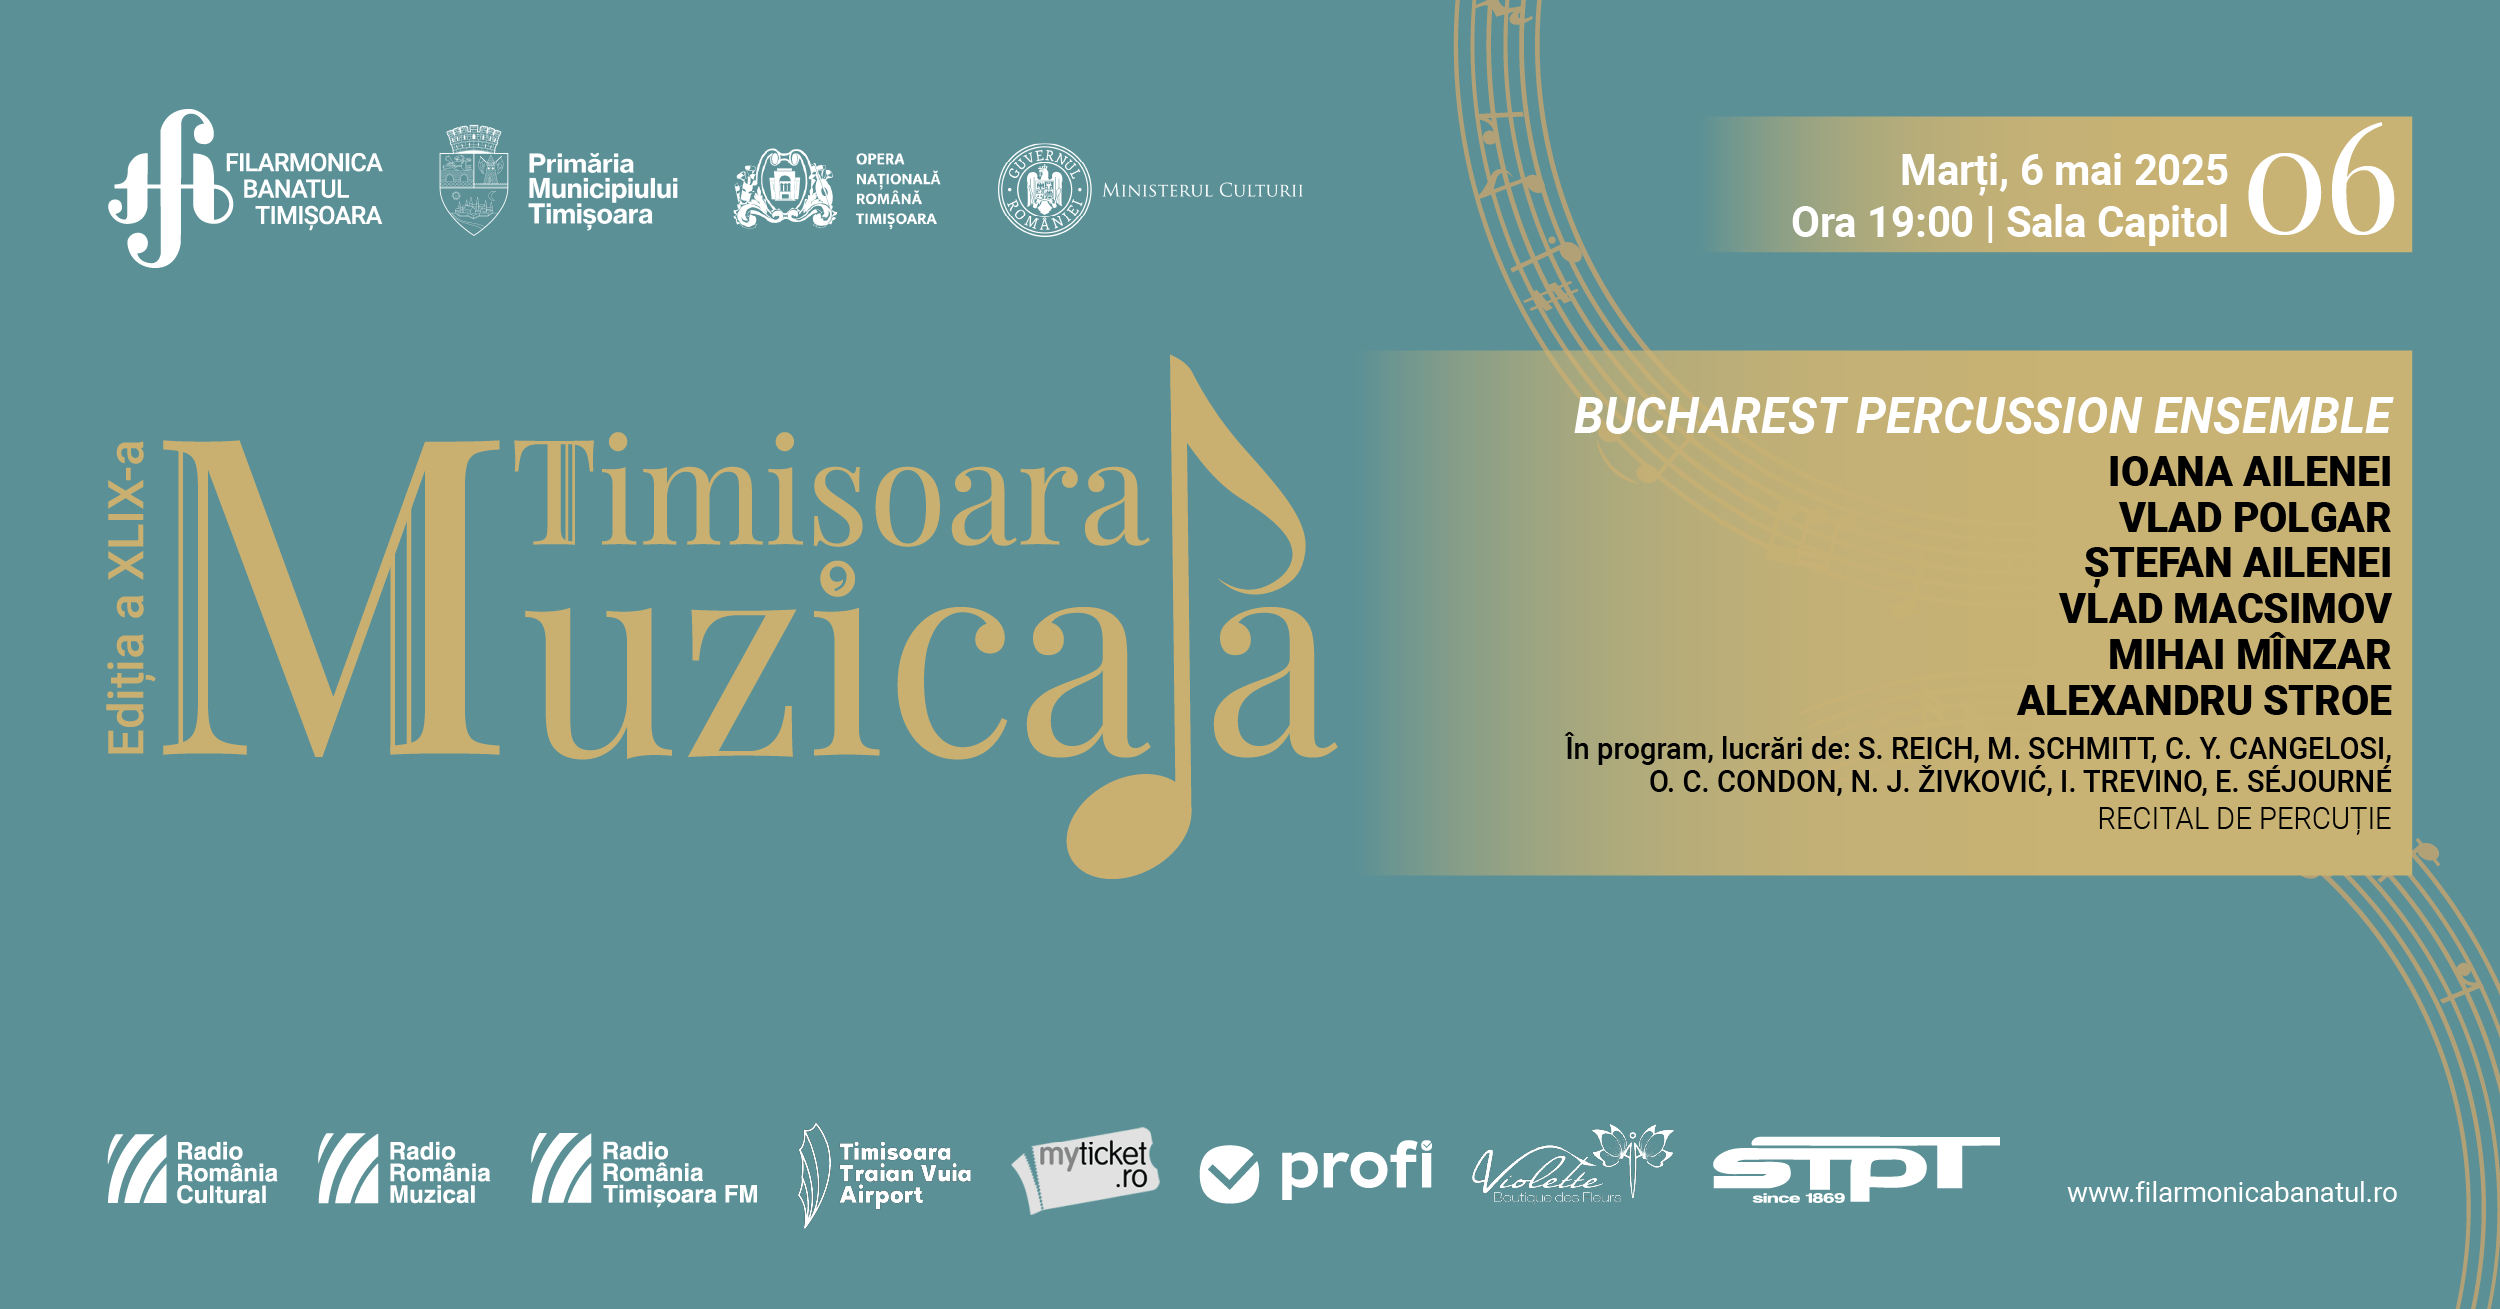 FILARMONICA
BANATUL
TIMIȘOARA
Primăria
Municipiului
Timișoara
OPERA
NAȚIONALĂ
ROMÂNĂ
TIMIȘOARA
GUVERNUL
ROMÂNIEI
MINISTERUL CULTURII
Marți, 6 mai 2025
Ora 19:00 | Sala Capitol
06
Ediția a XLIX-a
Timișoara
Muzicală
BUCHAREST PERCUSSION ENSEMBLE
IOANA AILENEI
VLAD POLGAR
ȘTEFAN AILENEI
VLAD MACSIMOV
MIHAI MÎNZAR
ALEXANDRU STROE
În program, lucrări de: S. REICH, M. SCHMITT, C. Y. CANGELOSI,
O. C. CONDON, N. J. ŽIVKOVIĆ, I. TREVINO, E. SÉJOURNÉ
RECITAL DE PERCUȚIE
Radio
România
Cultural
Radio
România
Muzical
Radio
România
Timișoara FM
Timisoara
Traian Vuia
Airport
myticket
.ro
profi
Violette
Boutique des Fleurs
STPT
since 1869
www.filarmonicabanatul.ro